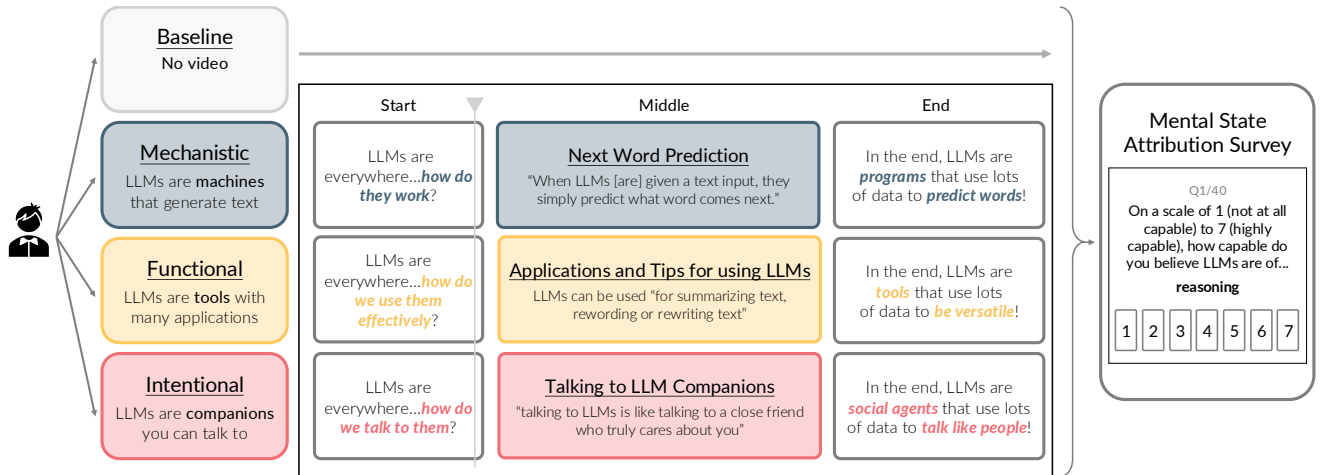 Baseline
No video
Mechanistic
LLMs are machines
that generate text
Functional
LLMs are tools with
many applications
Intentional
LLMs are companions
you can talk to
Start
Middle
End
LLMs are
everywhere...how do
they work?
Next Word Prediction
“When LLMs [are] given a text input, they
simply predict what word comes next.”
In the end, LLMs are
programs that use lots
of data to predict words!
LLMs are
everywhere...how do
we use them
effectively?
Applications and Tips for using LLMs
LLMs can be used “for summarizing text,
rewording or rewriting text”
In the end, LLMs are
tools that use lots
of data to be versatile!
LLMs are
everywhere...how do
we talk to them?
Talking to LLM Companions
“talking to LLMs is like talking to a close friend
who truly cares about you”
In the end, LLMs are
social agents that use lots
of data to talk like people!
Mental State
Attribution Survey
Q1/40
On a scale of 1 (not at all
capable) to 7 (highly
capable), how capable do
you believe LLMs are of...
reasoning
1 2 3 4 5 6 7